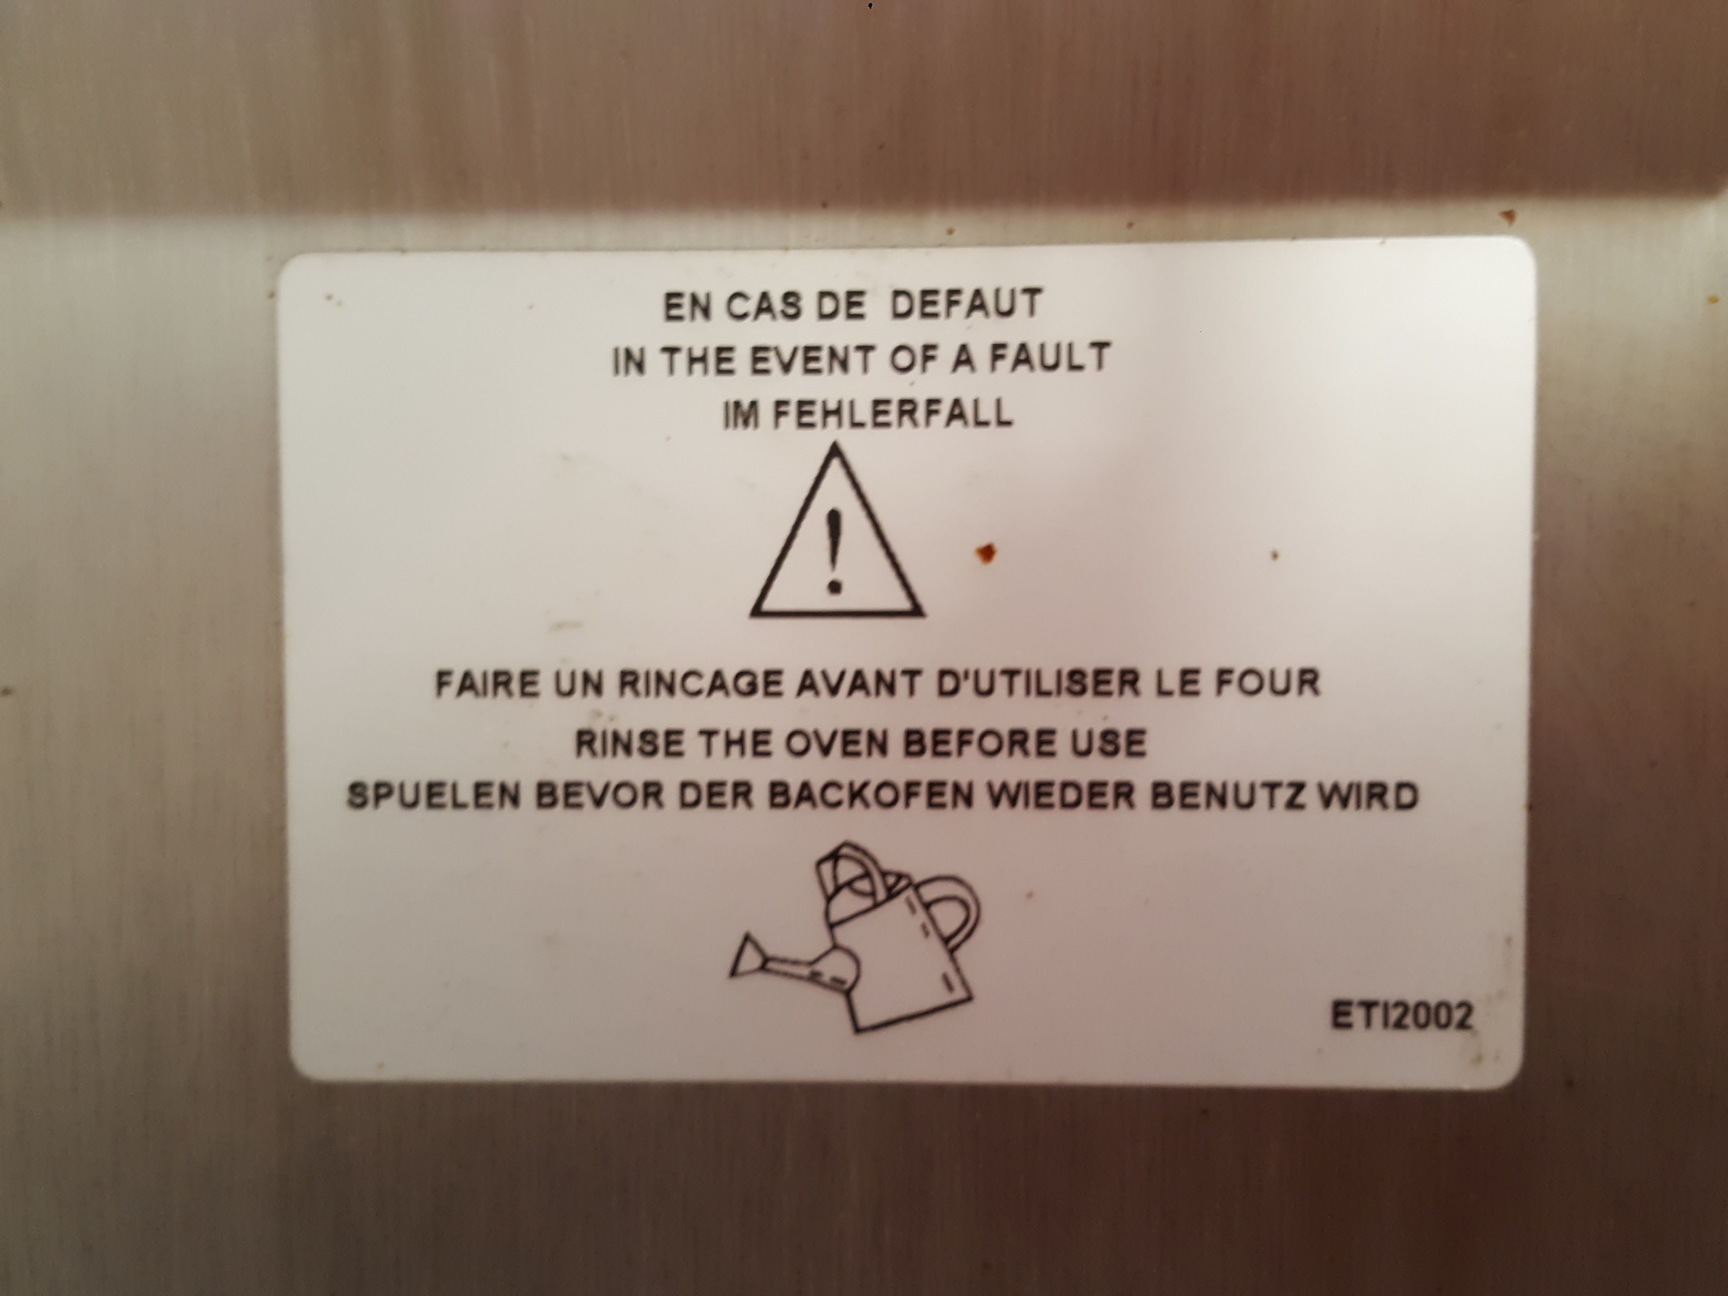 EN CAS DE DEFAUT
IN THE EVENT OF A FAULT
IM FEHLERFALL
!
FAIRE UN RINCAGE AVANT D'UTILISER LE FOUR
RINSE THE OVEN BEFORE USE
SPUELEN BEVOR DER BACKOFEN WIEDER BENUTZ WIRD
ETI2002